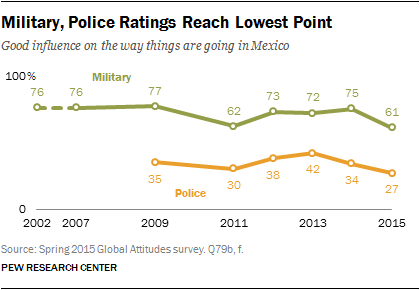 Military, Police Ratings Reach Lowest Point
Good influence on the way things are going in Mexico
100%
Military
76 76 77 62 73 72 75 61
35 30 38 42 34 27
Police
0
2002 2007 2009 2011 2013 2015
Source: Spring 2015 Global Attitudes survey. Q79b, f.
PEW RESEARCH CENTER